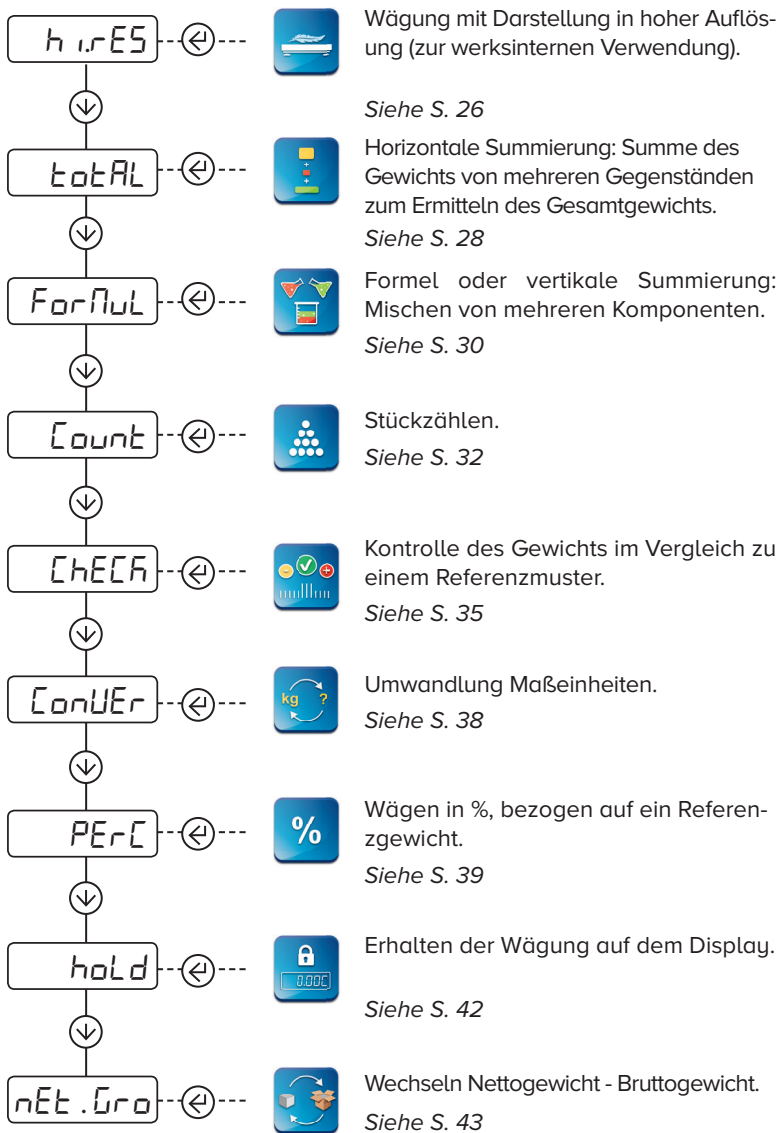 hi.rES
Wägung mit Darstellung in hoher Auflös-
ung (zur werksinternen Verwendung).
Siehe S. 26
totAL
Horizontale Summierung: Summe des
Gewichts von mehreren Gegenständen
zum Ermitteln des Gesamtgewichts.
Siehe S. 28
ForMuL
Formel oder vertikale Summierung:
Mischen von mehreren Komponenten.
Siehe S. 30
Count
Stückzählen.
Siehe S. 32
ChECK
Kontrolle des Gewichts im Vergleich zu
einem Referenzmuster.
Siehe S. 35
ConVEr
kg ?
Umwandlung Maßeinheiten.
Siehe S. 38
PErC
%
Wägen in %, bezogen auf ein Referen-
zgewicht.
Siehe S. 39
hoLd
0.00C
Erhalten der Wägung auf dem Display.
Siehe S. 42
nEt.Gro
Wechseln Nettogewicht - Bruttogewicht.
Siehe S. 43